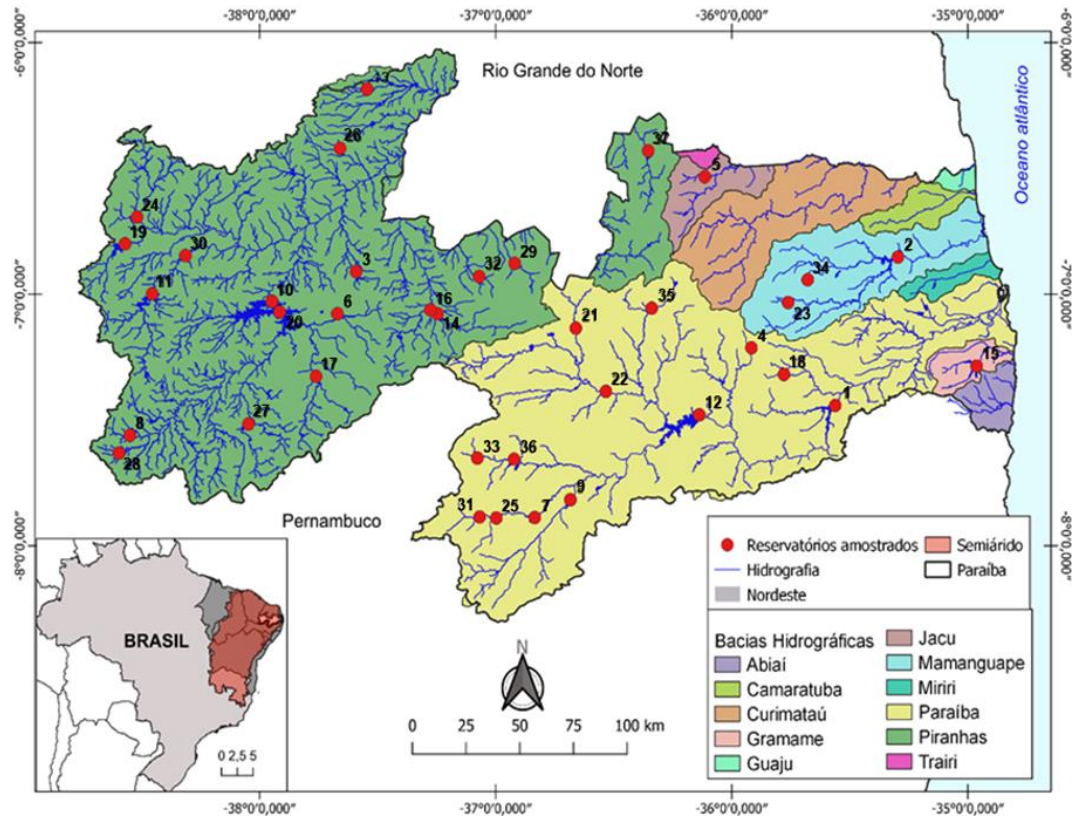 -38°0'0,000" -37°0'0,000" -36°0'0,000" -35°0'0,000"
-6°0'0,000"
-6°0'0,000"
Rio Grande do Norte
Oceano atlântico
13
26
37
5
24
19
30
3
32
29
2
34
11
10
20
6
16
14
23
35
21
4
18
15
17
22
12
1
8
27
28
33
36
9
31
25
7
-7°0'0,000"
-7°0'0,000"
Pernambuco
-8°0'0,000"
-8°0'0,000"
Reservatórios amostrados
Semiárido
Hidrografia
Paraíba
Nordeste
Bacias Hidrográficas
Abiaí
Camaratuba
Curimataú
Gramame
Guaju
Jacu
Mamanguape
Miriri
Paraíba
Piranhas
Trairi
BRASIL
0 2,5 5
N
0 25 50 75 100 km
-38°0'0,000" -37°0'0,000" -36°0'0,000" -35°0'0,000"